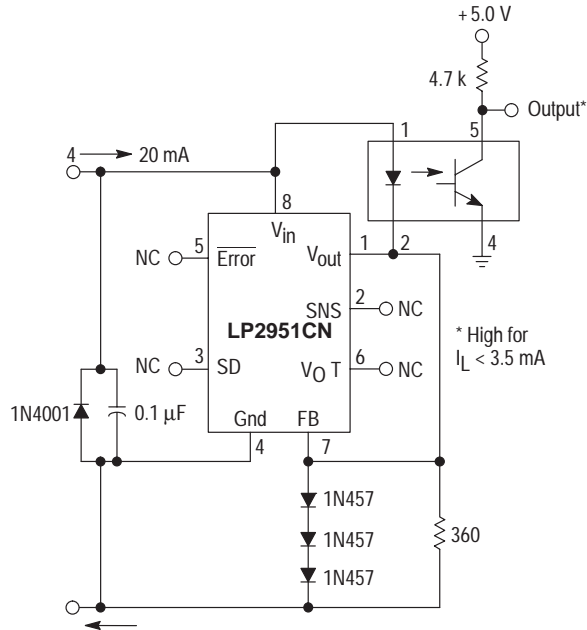 + 5.0 V
4.7 k
Output*
5
1
4
20 mA
8
Vin
5
NC
Error
Vout
1
2
4
SNS
2
NC
LP2951CN
* High for
IL < 3.5 mA
NC
3
SD
VO T
6
NC
1N4001
0.1 µF
Gnd
FB
4
7
1N457
1N457
360
1N457